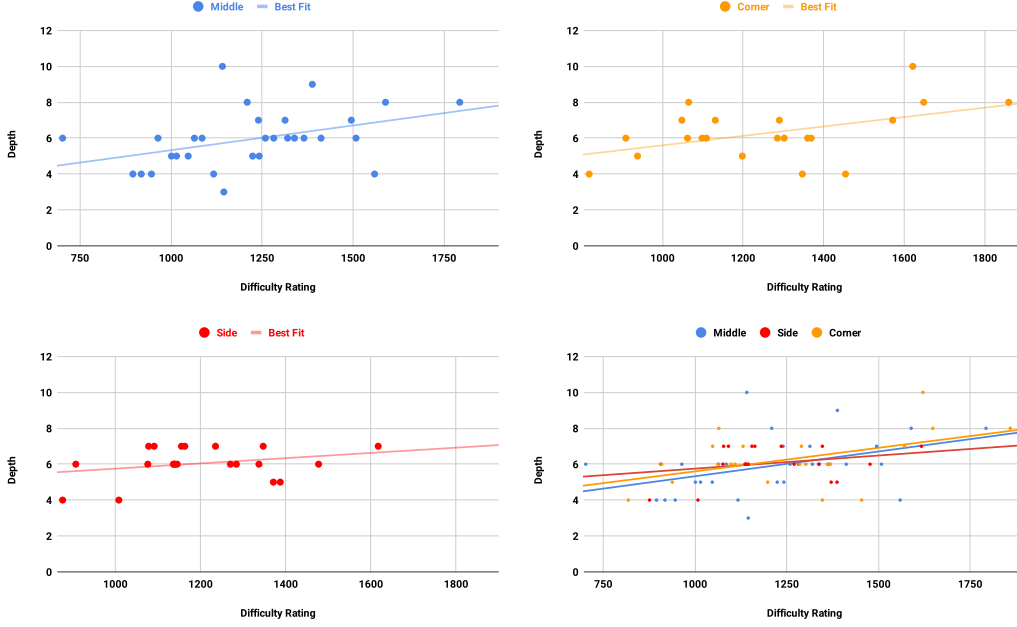 Middle Best Fit
12
10
8
6
4
2
0
Depth
750 1000 1250 1500 1750
Difficulty Rating
Corner Best Fit
12
10
8
6
4
2
0
Depth
1000 1200 1400 1600 1800
Difficulty Rating
Side Best Fit
12
10
8
6
4
2
0
Depth
1000 1200 1400 1600 1800
Difficulty Rating
Middle Side Corner
12
10
8
6
4
2
0
Depth
750 1000 1250 1500 1750
Difficulty Rating